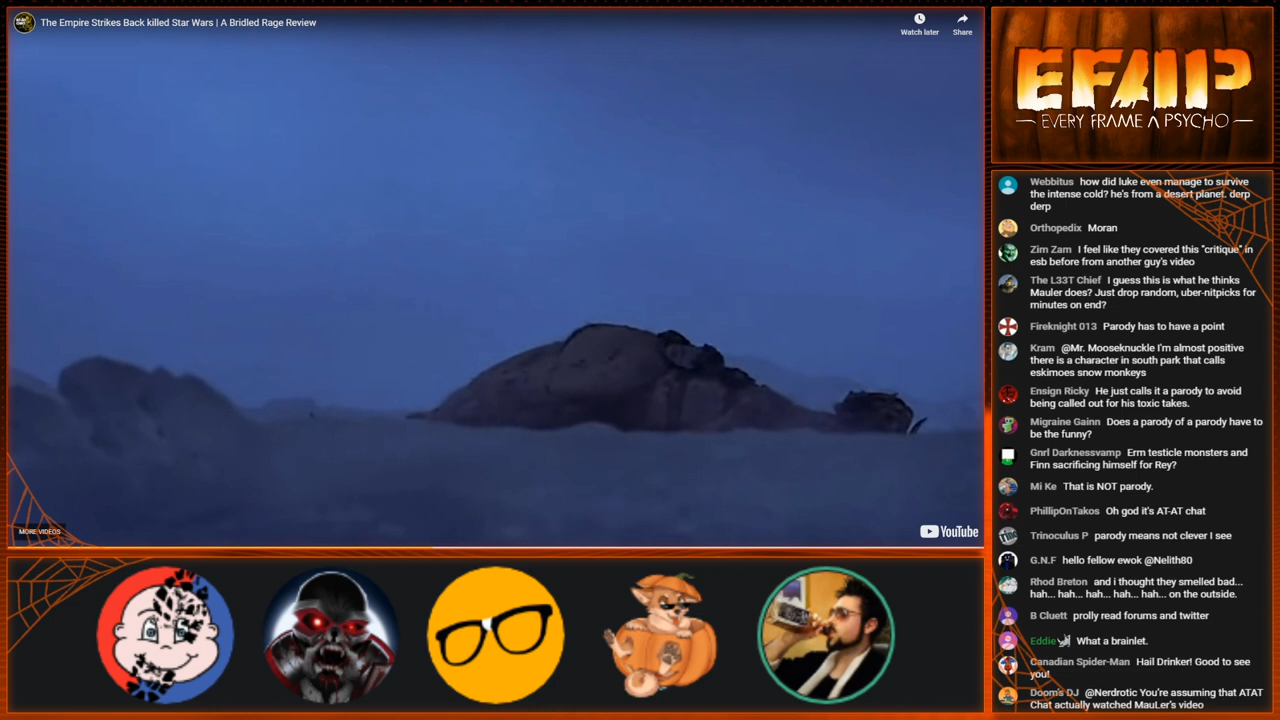 The Empire Strikes Back killed Star Wars | A Bridled Rage Review
Watch later
Share
MORE VIDEOS
YouTube
EFAP
EVERY FRAME A PSYCHO
Webbitus how did luke even manage to survive
the intense cold? he's from a desert planet. derp
derp
Orthopedix Moran
Zim Zam I feel like they covered this "critique" in
esb before from another guy's video
The L33T Chief I guess this is what he thinks
Mauler does? Just drop random, uber-nitpicks for
minutes on end?
Fireknight 013 Parody has to have a point
Kram @Mr. Mooseknuckle I'm almost positive
there is a character in south park that calls
eskimoes snow monkeys
Ensign Ricky He just calls it a parody to avoid
being called out for his toxic takes.
Migraine Gainn Does a parody of a parody have to
be the funny?
Gnrl Darknessvamp Erm testicle monsters and
Finn sacrificing himself for Rey?
Mi Ke That is NOT parody.
PhillipOnTakos Oh god it's AT-AT chat
Trinoculus P parody means not clever I see
G.N.F hello fellow ewok @Nelith80
Rhod Breton and i thought they smelled bad...
hah... hah... hah... hah... hah... on the outside.
B Cluett prolly read forums and twitter
Eddie What a brainlet.
Canadian Spider-Man Hail Drinker! Good to see
you!
Doom's DJ @Nerdrotic You're assuming that ATAT
Chat actually watched MauLer's video